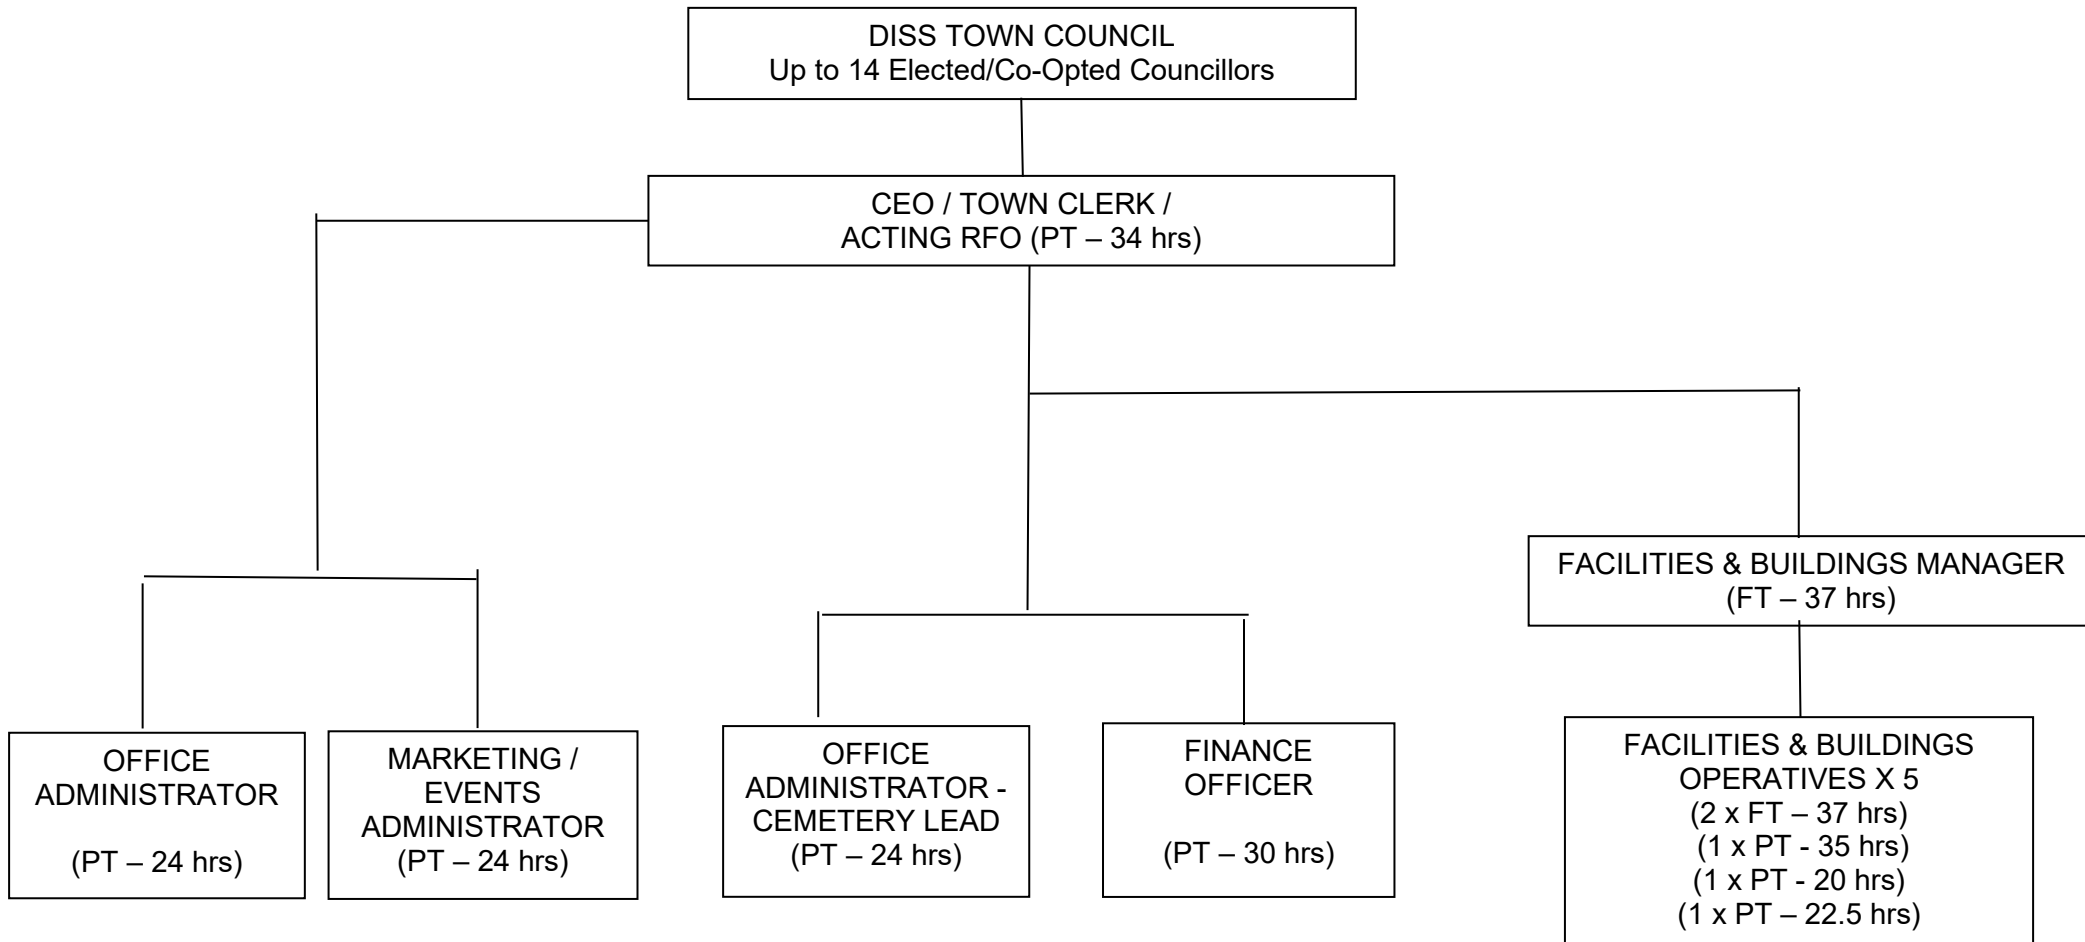 DISS TOWN COUNCIL
Up to 14 Elected/Co-Opted Councillors
CEO / TOWN CLERK /
ACTING RFO (PT – 34 hrs)
FACILITIES & BUILDINGS MANAGER
(FT – 37 hrs)
OFFICE
ADMINISTRATOR
(PT – 24 hrs)
MARKETING /
EVENTS
ADMINISTRATOR
(PT – 24 hrs)
OFFICE
ADMINISTRATOR -
CEMETERY LEAD
(PT – 24 hrs)
FINANCE
OFFICER
(PT – 30 hrs)
FACILITIES & BUILDINGS
OPERATIVES X 5
(2 x FT – 37 hrs)
(1 x PT - 35 hrs)
(1 x PT - 20 hrs)
(1 x PT – 22.5 hrs)